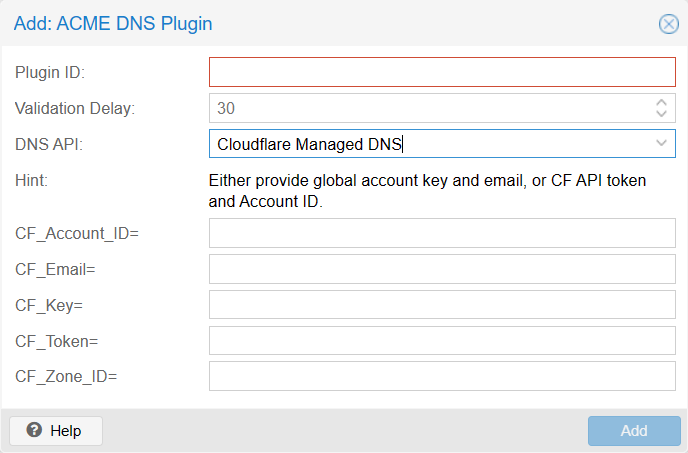 Add: ACME DNS Plugin
Plugin ID:
Validation Delay: 30
DNS API: Cloudflare Managed DNS
Hint: Either provide global account key and email, or CF API token
and Account ID.
CF_Account_ID=
CF_Email=
CF_Key=
CF_Token=
CF_Zone_ID=
? Help Add